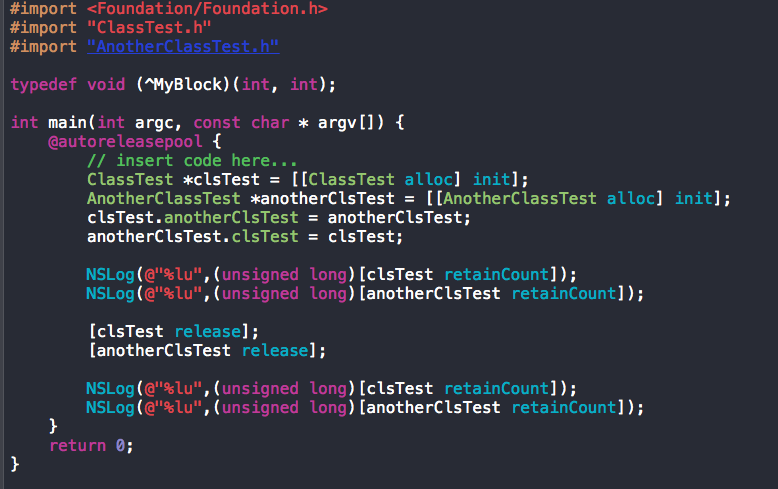 #import <Foundation/Foundation.h>
#import "ClassTest.h"
#import "AnotherClassTest.h"
typedef void (^MyBlock)(int, int);
int main(int argc, const char * argv[]) {
@autoreleasepool {
// insert code here...
ClassTest *clsTest = [[ClassTest alloc] init];
AnotherClassTest *anotherClsTest = [[AnotherClassTest alloc] init];
clsTest.anotherClsTest = anotherClsTest;
anotherClsTest.clsTest = clsTest;
NSLog(@"%lu",(unsigned long)[clsTest retainCount]);
NSLog(@"%lu",(unsigned long)[anotherClsTest retainCount]);
[clsTest release];
[anotherClsTest release];
NSLog(@"%lu",(unsigned long)[clsTest retainCount]);
NSLog(@"%lu",(unsigned long)[anotherClsTest retainCount]);
}
return 0;
}